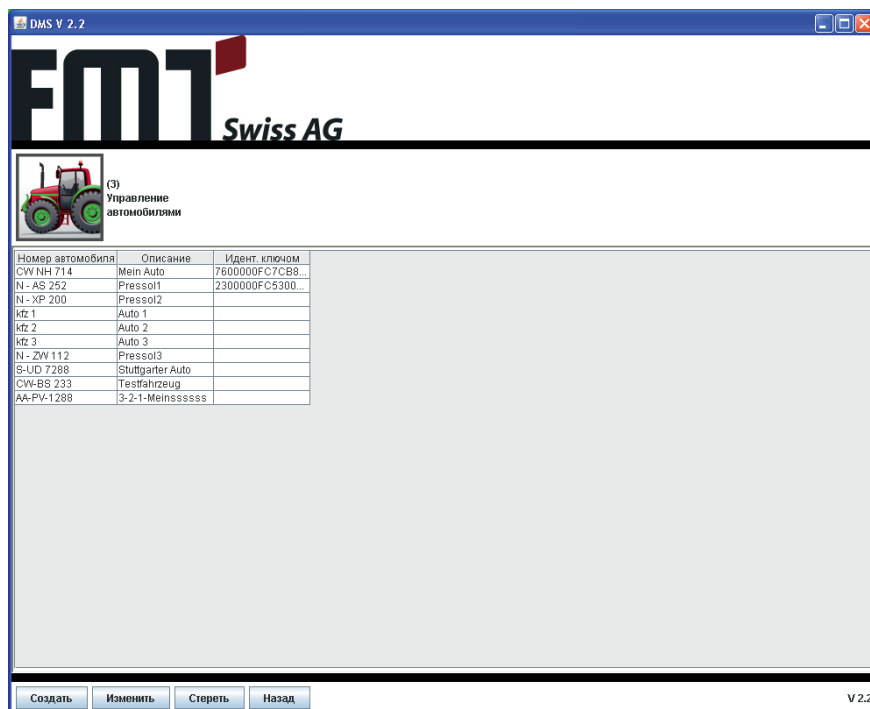 DMS V 2.2
FMT
Swiss AG
(3)
Управление
автомобилями
Номер автомобиля Описание Идент. ключом
CW NH 714 Mein Auto 7600000FC7CB8...
N - AS 252 Pressol1 2300000FC5300...
N - XP 200 Pressol2
kfz 1 Auto 1
kfz 2 Auto 2
kfz 3 Auto 3
N - ZW 112 Pressol3
S-UD 7288 Stuttgarter Auto
CW-BS 233 Testfahrzeug
AA-PV-1288 3-2-1-Meinssssss
Создать Изменить Стереть Назад V 2.2